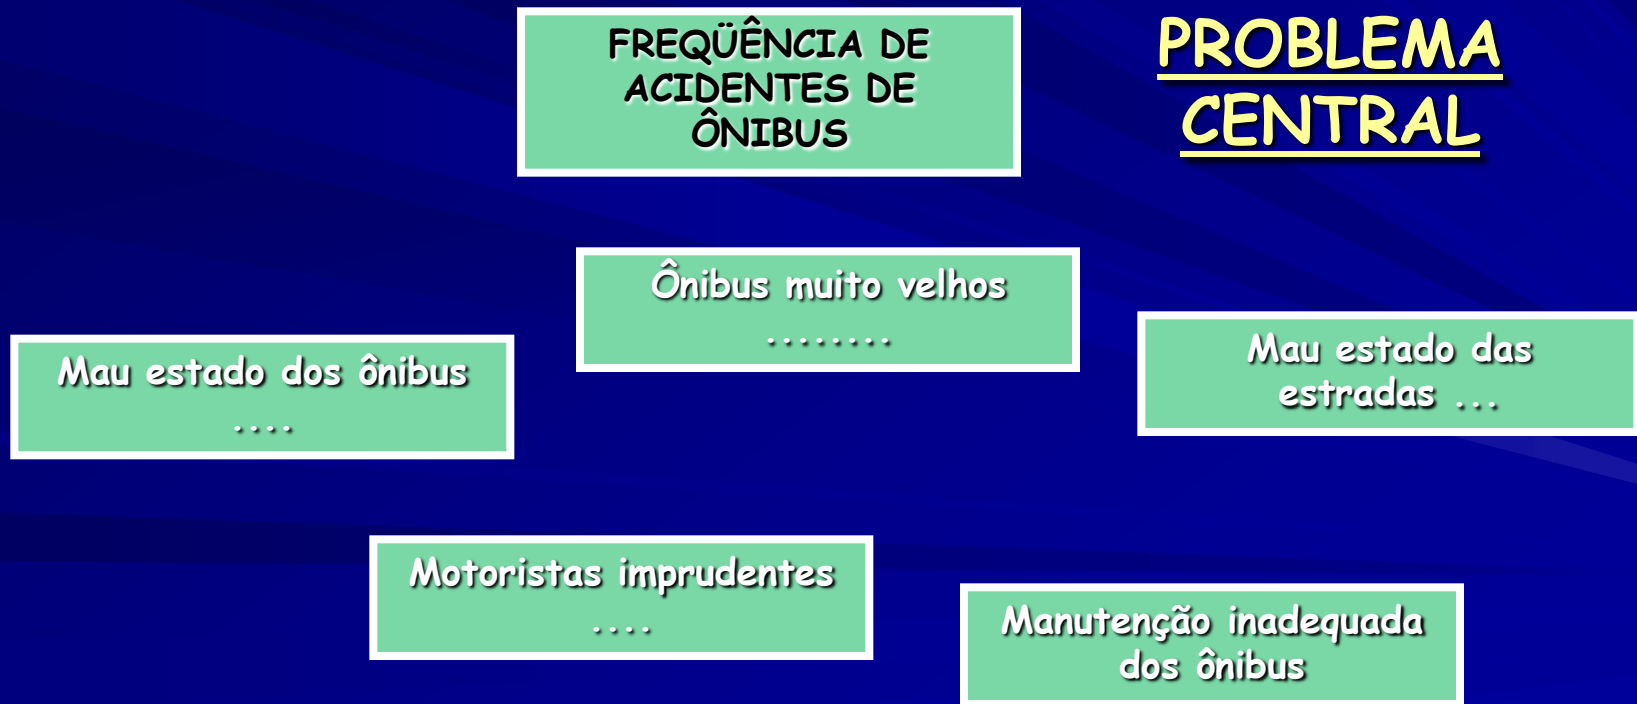 FREQÜÊNCIA DE
ACIDENTES DE
ÔNIBUS
PROBLEMA
CENTRAL
Ônibus muito velhos
........
Mau estado dos ônibus
....
Mau estado das
estradas ...
Motoristas imprudentes
....
Manutenção inadequada
dos ônibus